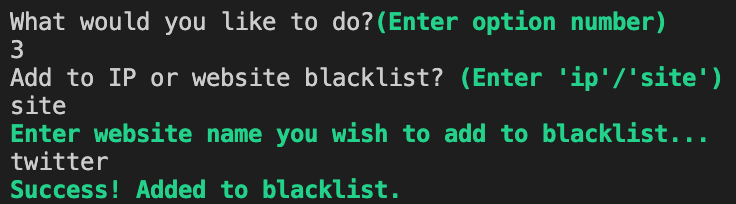 What would you like to do?(Enter option number)
3
Add to IP or website blacklist? (Enter 'ip'/'site')
site
Enter website name you wish to add to blacklist...
twitter
Success! Added to blacklist.